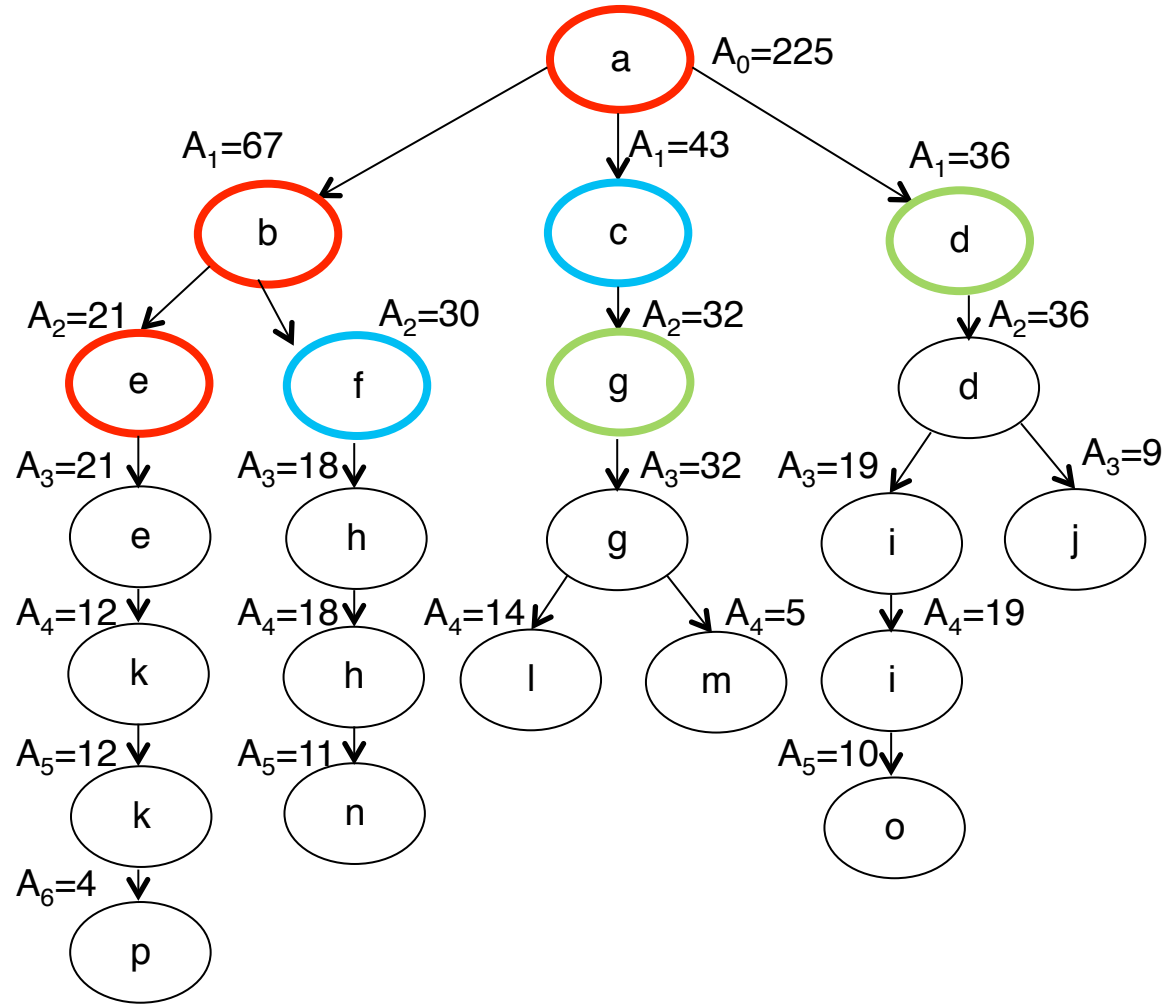 a A₀=225
A₁=67 A₁=43 A₁=36
b c d
A₂=21 A₂=30 A₂=32 A₂=36
e f g d
A₃=21 A₃=18 A₃=32 A₃=19 A₃=9
e h g i j
A₄=12 A₄=18 A₄=14 A₄=5 A₄=19
k h l m i
A₅=12 A₅=11 A₅=10
k n o
A₆=4
p